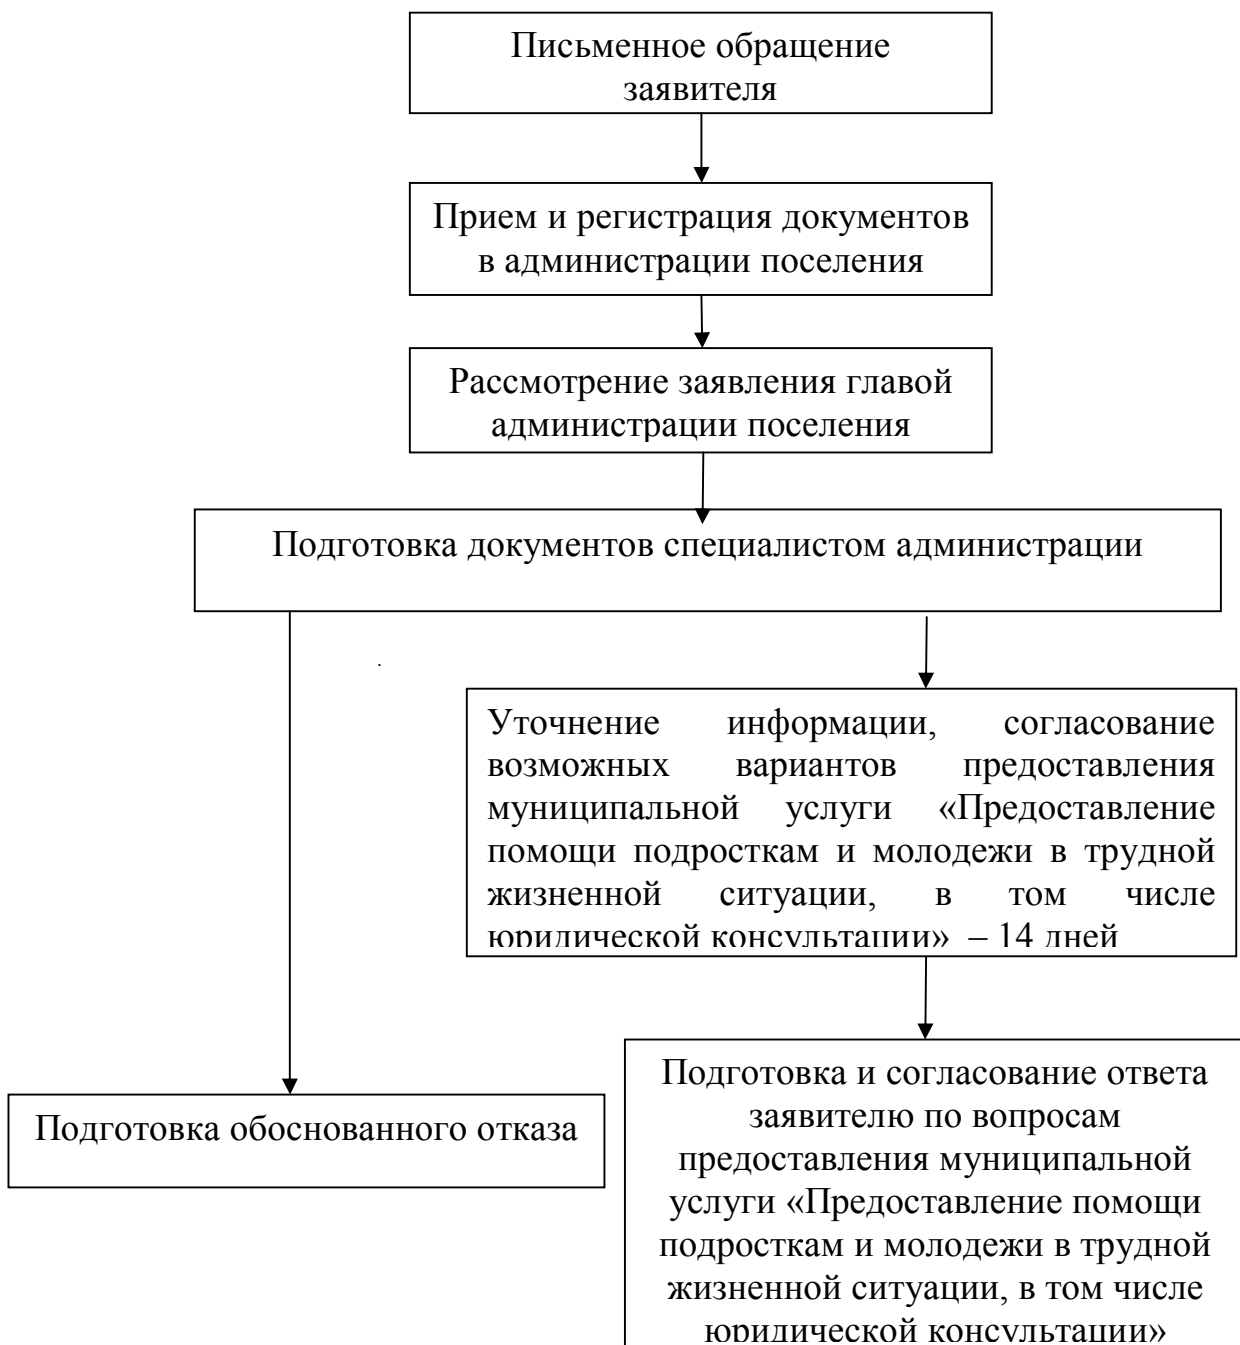 Письменное обращение
заявителя
Прием и регистрация документов
в администрации поселения
Рассмотрение заявления главой
администрации поселения
Подготовка документов специалистом администрации
Уточнение информации, согласование
возможных вариантов предоставления
муниципальной услуги «Предоставление
помощи подросткам и молодежи в трудной
жизненной ситуации, в том числе
юридической консультации» – 14 дней
Подготовка обоснованного отказа
Подготовка и согласование ответа
заявителю по вопросам
предоставления муниципальной
услуги «Предоставление помощи
подросткам и молодежи в трудной
жизненной ситуации, в том числе
юридической консультации»